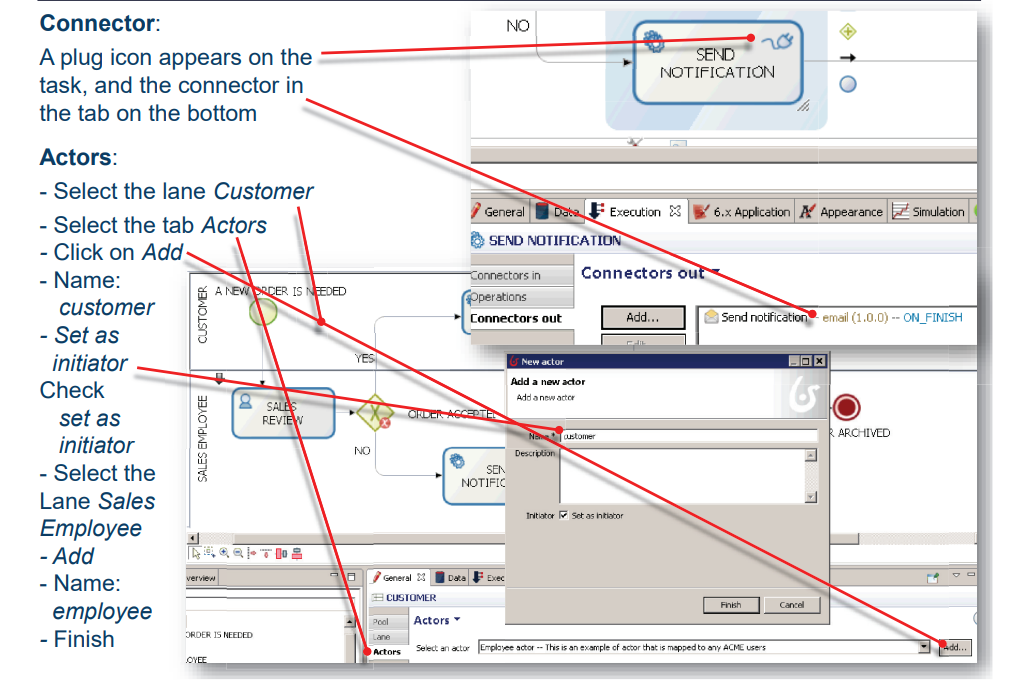 Connector:
A plug icon appears on the
task, and the connector in
the tab on the bottom
Actors:
- Select the lane Customer
- Select the tab Actors
- Click on Add
- Name:
customer
- Set as
initiator
Check
set as
initiator
- Select the
Lane Sales
Employee
- Add
- Name:
employee
- Finish
NO
SEND
NOTIFICATION
General
Data
Execution
6.x Application
Appearance
Simulation
SEND NOTIFICATION
Connectors in
Operations
Connectors out
Connectors out
Add...
Send notification -- email (1.0.0) -- ON_FINISH
CUSTOMER
A NEW ORDER IS NEEDED
YES
SALES EMPLOYEE
SALES
REVIEW
ORDER ACCEPTE
NO
SEN
NOTIFIC
R ARCHIVED
New actor
Add a new actor
Add a new actor
Name *
customer
Description
Initiator
Set as initiator
Finish
Cancel
verview
ORDER IS NEEDED
OYEE
General
Data
Exec
CUSTOMER
Pool
Lane
Actors
Actors
Select an actor
Employee actor -- This is an example of actor that is mapped to any ACME users
Add...